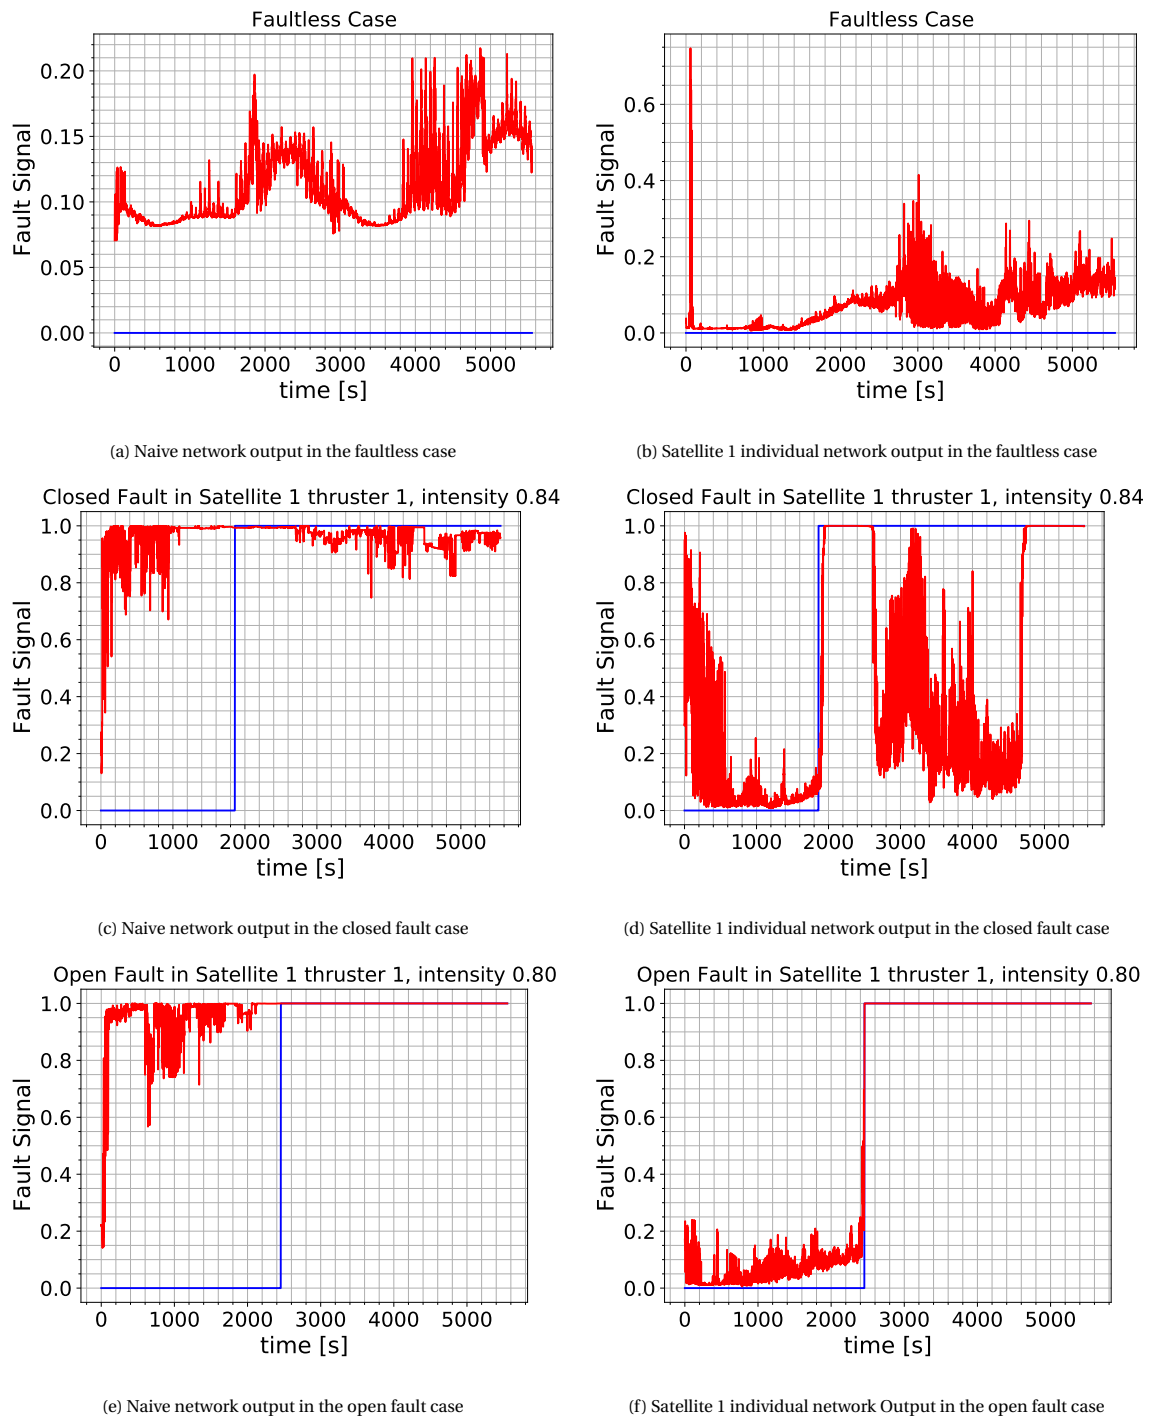 Faultless Case
Fault Signal
0.20
0.15
0.10
0.05
0.00
0 1000 2000 3000 4000 5000
time [s]
(a) Naive network output in the faultless case
Faultless Case
Fault Signal
0.6
0.4
0.2
0.0
0 1000 2000 3000 4000 5000
time [s]
(b) Satellite 1 individual network output in the faultless case
Closed Fault in Satellite 1 thruster 1, intensity 0.84
Fault Signal
1.0
0.8
0.6
0.4
0.2
0.0
0 1000 2000 3000 4000 5000
time [s]
(c) Naive network output in the closed fault case
Closed Fault in Satellite 1 thruster 1, intensity 0.84
Fault Signal
1.0
0.8
0.6
0.4
0.2
0.0
0 1000 2000 3000 4000 5000
time [s]
(d) Satellite 1 individual network output in the closed fault case
Open Fault in Satellite 1 thruster 1, intensity 0.80
Fault Signal
1.0
0.8
0.6
0.4
0.2
0.0
0 1000 2000 3000 4000 5000
time [s]
(e) Naive network output in the open fault case
Open Fault in Satellite 1 thruster 1, intensity 0.80
Fault Signal
1.0
0.8
0.6
0.4
0.2
0.0
0 1000 2000 3000 4000 5000
time [s]
(f) Satellite 1 individual network Output in the open fault case